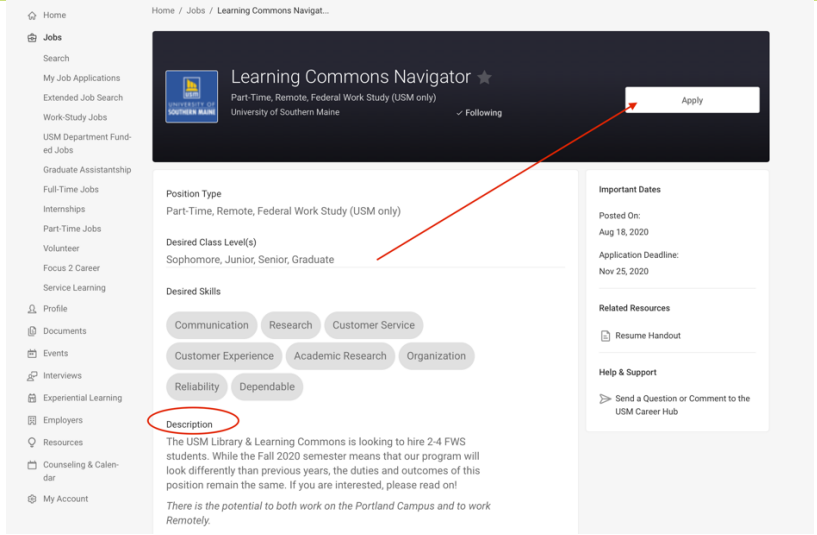 Home
Jobs
Search
My Job Applications
Extended Job Search
Work-Study Jobs
USM Department Fund-
ed Jobs
Graduate Assistantship
Full-Time Jobs
Internships
Part-Time Jobs
Volunteer
Focus 2 Career
Service Learning
Profile
Documents
Events
Interviews
Experiential Learning
Employers
Resources
Counseling & Calen-
dar
My Account
Home / Jobs / Learning Commons Navigat...
usm
UNIVERSITY OF
SOUTHERN MAINE
Learning Commons Navigator
Part-Time, Remote, Federal Work Study (USM only)
University of Southern Maine
Following
Apply
Position Type
Part-Time, Remote, Federal Work Study (USM only)
Desired Class Level(s)
Sophomore, Junior, Senior, Graduate
Desired Skills
Communication Research Customer Service
Customer Experience Academic Research Organization
Reliability Dependable
Description
The USM Library & Learning Commons is looking to hire 2-4 FWS
students. While the Fall 2020 semester means that our program will
look differently than previous years, the duties and outcomes of this
position remain the same. If you are interested, please read on!
There is the potential to both work on the Portland Campus and to work
Remotely.
Important Dates
Posted On:
Aug 18, 2020
Application Deadline:
Nov 25, 2020
Related Resources
Resume Handout
Help & Support
Send a Question or Comment to the
USM Career Hub